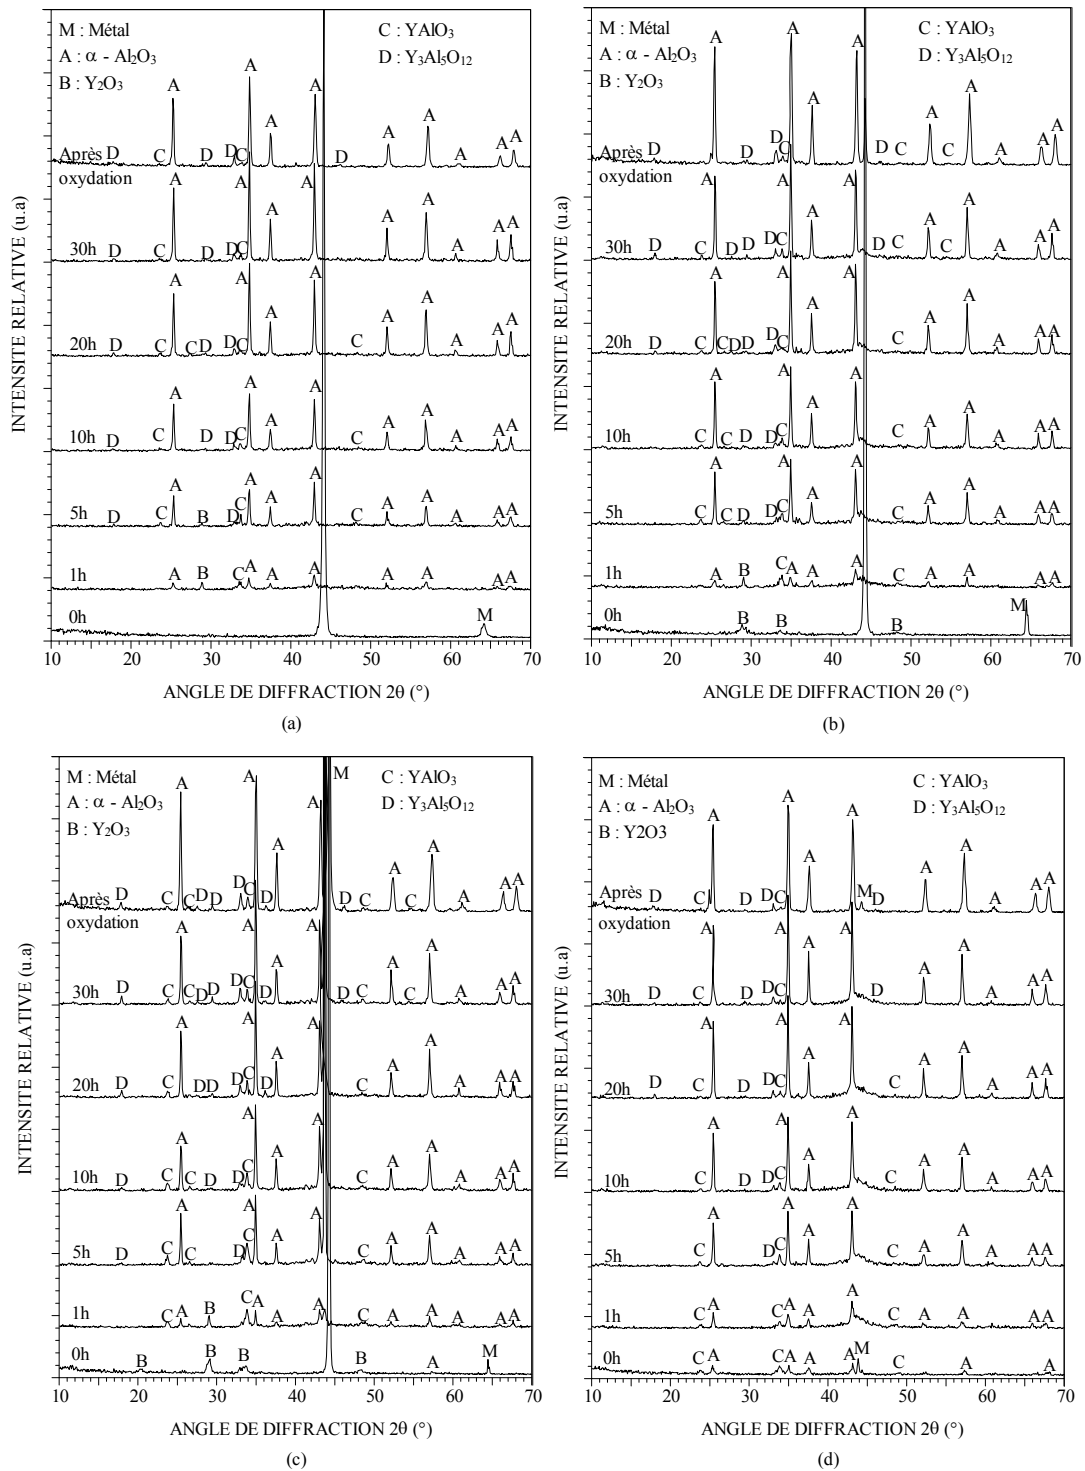 M : Métal
A : α - Al2O3
B : Y2O3
C : YAlO3
D : Y3Al5O12
INTENSITE RELATIVE (u.a)
A A A A A A A A A
Après D C D D C D
oxydation
A A A A A A A A
30h D C D D C A
A A A A A A A
20h D C C D D C C A
A A A A A A A
10h D C D D C C A
A A A A A A
5h D C B D C C A A A
1h A B C A A A A A A A
0h M
10 20 30 40 50 60 70
ANGLE DE DIFFRACTION 2θ (°)
(a)
M : Métal
A : α - Al2O3
B : Y2O3
C : YAlO3
D : Y3Al5O12
INTENSITE RELATIVE (u.a)
A A A A A A A A
Après D D D C D C C A
oxydation
A A A A A A A A
30h D C D D D C D C C A
A A A A A A A A
20h D C C D D D C C A
A A A A A A A A
10h C C D D C C A
A A A A A A A A
5h C C D D C C A
1h A B C A A A C A A A A
0h B B B M
10 20 30 40 50 60 70
ANGLE DE DIFFRACTION 2θ (°)
(b)
M : Métal
A : α - Al2O3
B : Y2O3
C : YAlO3
D : Y3Al5O12
M
INTENSITE RELATIVE (u.a)
A A A A A A A A
Après D C C D D D C D D C C A
oxydation
A A A A A A A A
30h D C C D D D C D D C C A
A A A A A A A A
20h D C D D D C D C A
A A A A A A A A
10h D C C D D C C A
A A A A A A A A
5h D C C D C C A
1h C A B C A A A C A A A A A
0h B B B B A M
10 20 30 40 50 60 70
ANGLE DE DIFFRACTION 2θ (°)
(c)
M : Métal
A : α - Al2O3
B : Y2O3
C : YAlO3
D : Y3Al5O12
INTENSITE RELATIVE (u.a)
A A A A A A A A
Après D C D D C M D A
oxydation
A A A A A A A A
30h D C D D C D A
A A A A A A A A
20h D C D D C C A
A A A A A A A A
10h C D D C C A
A A A A A A A A
5h C D C C A
1h C A C A A A C A A A A
0h C A C A A A M C A A
10 20 30 40 50 60 70
ANGLE DE DIFFRACTION 2θ (°)
(d)